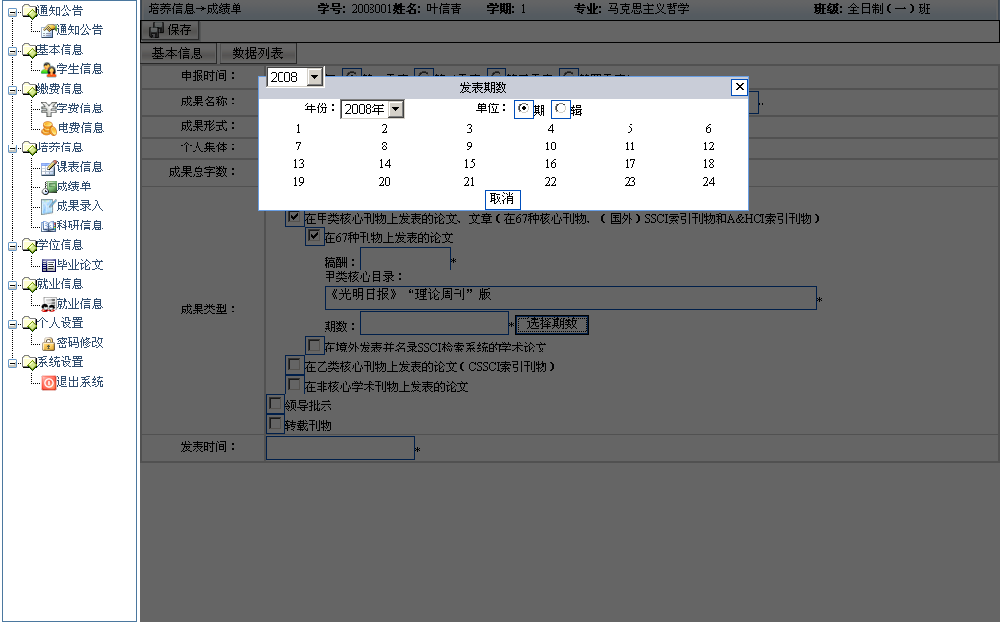 通知公告
通知公告
基本信息
学生信息
缴费信息
学费信息
电费信息
培养信息
课表信息
成绩单
成果录入
科研信息
学位信息
毕业论文
就业信息
就业信息
个人设置
密码修改
系统设置
退出系统
培养信息→成绩单 学号: 2008001姓名: 叶信青 学期: 1 专业: 马克思主义哲学 班级: 全日制（一）班
保存
基本信息 数据列表
申报时间： 2008
成果名称： *
成果形式：
个人集体：
成果总字数：
发表期数
年份： 2008年 单位： 期 辑
1 2 3 4 5 6
7 8 9 10 11 12
13 14 15 16 17 18
19 20 21 22 23 24
取消
成果类型：
在甲类核心刊物上发表的论文、文章（在67种核心刊物、（国外）SSCI索引刊物和A&HCI索引刊物）
在67种刊物上发表的论文
稿酬： *
甲类核心目录：
《光明日报》“理论周刊”版 *
期数： * 选择期数
在境外发表并名录SSCI检索系统的学术论文
在乙类核心刊物上发表的论文（CSSCI索引刊物）
在非核心学术刊物上发表的论文
领导批示
转载刊物
发表时间： *